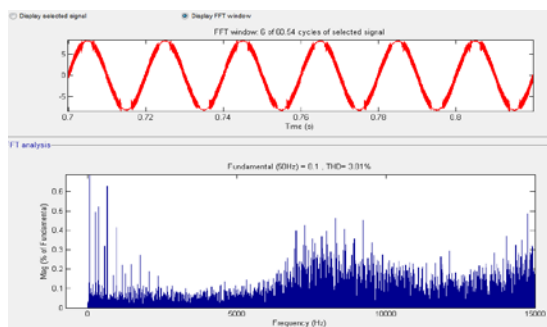 Display selected signal
Display FFT window
FFT window: 6 of 60.54 cycles of selected signal
5
0
-5
0.7
0.72
0.74
0.76
0.78
0.8
Time (s)
FT analysis
Fundamental (50Hz) = 8.1 , THD= 3.01%
Mag (% of Fundamental)
0.6
0.5
0.4
0.3
0.2
0.1
0
0
5000
10000
15000
Frequency (Hz)